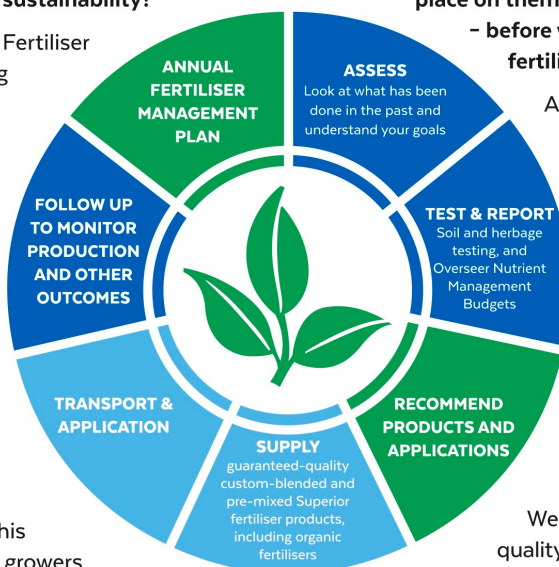 sustainability?
Fertiliser
place on them
– before
ANNUAL
FERTILISER
MANAGEMENT
PLAN
ASSESS
Look at what has been
done in the past and
understand your goals
TEST & REPORT
Soil and herbage
testing, and
Overseer Nutrient
Management
Budgets
RECOMMEND
PRODUCTS AND
APPLICATIONS
SUPPLY
guaranteed-quality
custom-blended and
pre-mixed Superior
fertiliser products,
including organic
fertilisers
TRANSPORT &
APPLICATION
FOLLOW UP
TO MONITOR
PRODUCTION
AND OTHER
OUTCOMES
growers
We
quality